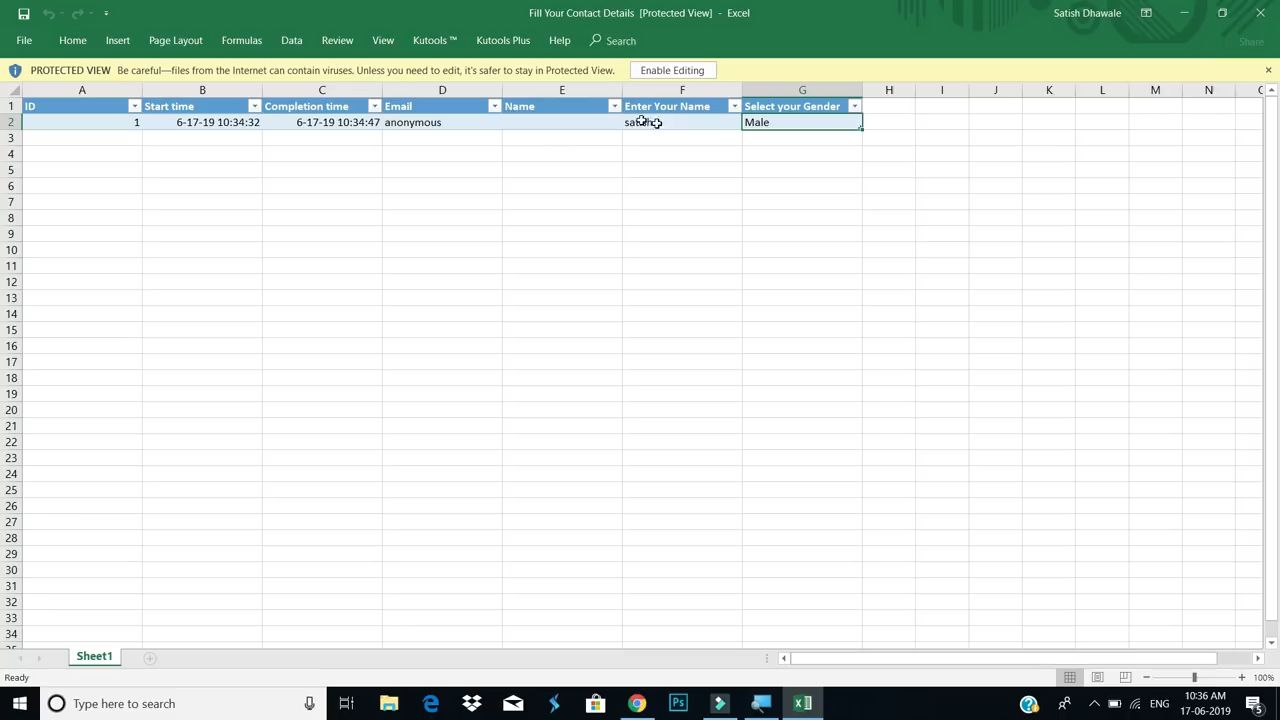 Fill Your Contact Details [Protected View] - Excel
Satish Dhawale
File Home Insert Page Layout Formulas Data Review View Kutools ™ Kutools Plus Help Search Share
PROTECTED VIEW Be careful—files from the Internet can contain viruses. Unless you need to edit, it's safer to stay in Protected View. Enable Editing
A B C D E F G H I J K L M N
1 ID Start time Completion time Email Name Enter Your Name Select your Gender
2 1 6-17-19 10:34:32 6-17-19 10:34:47 anonymous Male
3
4
5
6
7
8
9
10
11
12
13
14
15
16
17
18
19
20
21
22
23
24
25
26
27
28
29
30
31
32
33
34
Sheet1
Ready 100%
Type here to search
ENG
10:36 AM
17-06-2019
5